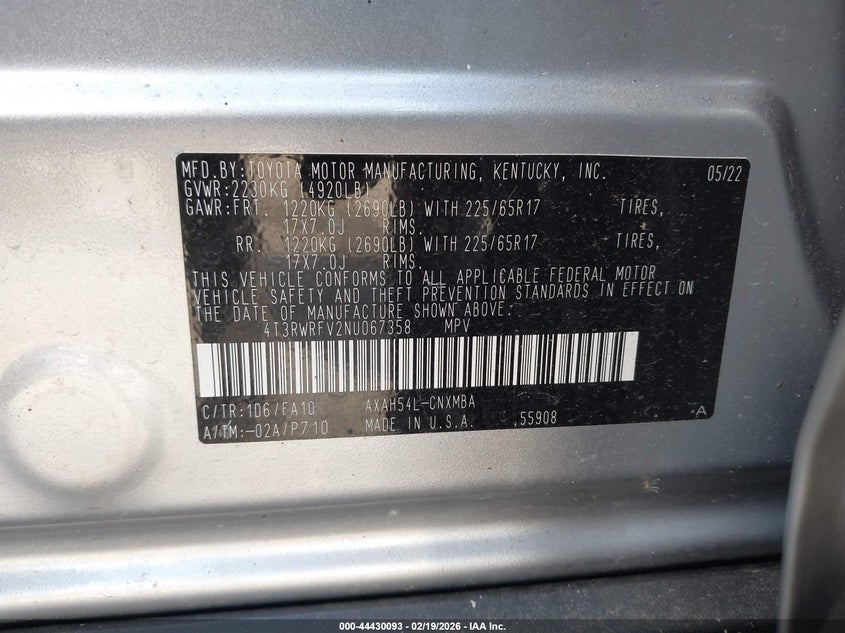 MFD.BY:TOYOTA MOTOR MANUFACTURING, KENTUCKY, INC. 05/22
GVWR:2230KG (4920LB)
GAWR:FRT. 1220KG (2690LB) WITH 225/65R17 TIRES,
17X7.0J RIMS.
RR. 1220KG (2690LB) WITH 225/65R17 TIRES,
17X7.0J RIMS.
THIS VEHICLE CONFORMS TO ALL APPLICABLE FEDERAL MOTOR
VEHICLE SAFETY AND THEFT PREVENTION STANDARDS IN EFFECT ON
THE DATE OF MANUFACTURE SHOWN ABOVE.
4T3RWRFV2NU067358 MPV
C/TR:1D6/FA10 AXAH54L-CNXMBA
A/TM:-02A/P710 MADE IN U.S.A. 55908 A
000-44430093 - 02/19/2026 - IAA Inc.